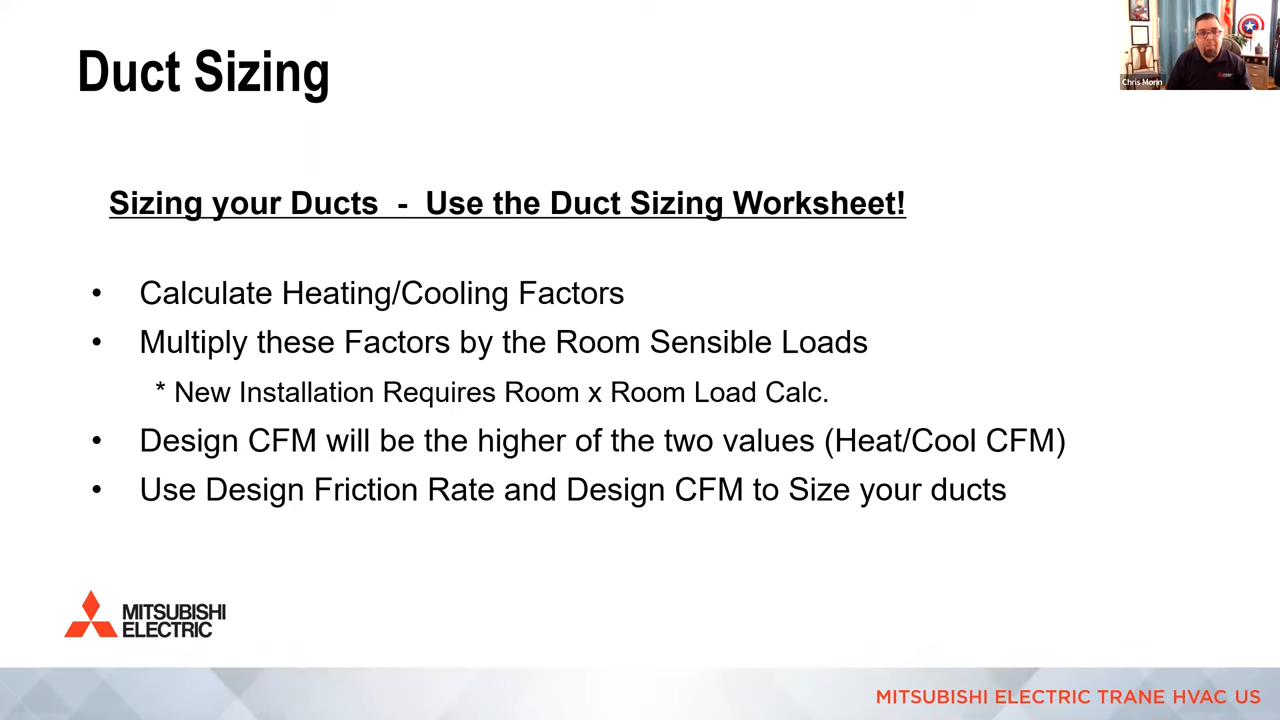 Duct Sizing
Chris Morin
Sizing your Ducts - Use the Duct Sizing Worksheet!
• Calculate Heating/Cooling Factors
• Multiply these Factors by the Room Sensible Loads
* New Installation Requires Room x Room Load Calc.
• Design CFM will be the higher of the two values (Heat/Cool CFM)
• Use Design Friction Rate and Design CFM to Size your ducts
MITSUBISHI
ELECTRIC
MITSUBISHI ELECTRIC TRANE HVAC US